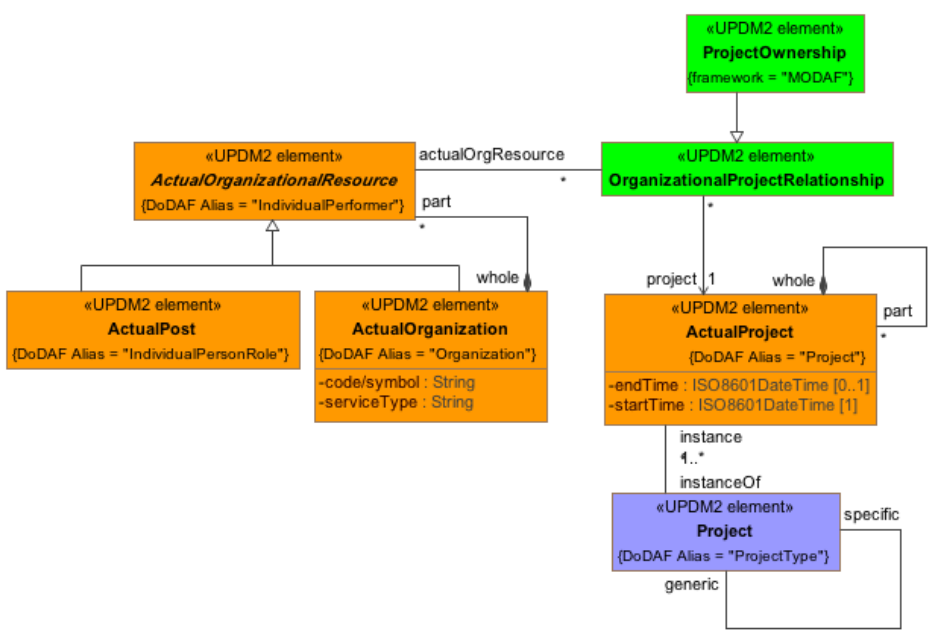 «UPDM2 element»
ProjectOwnership
{framework = "MODAF"}
«UPDM2 element»
ActualOrganizationalResource
{DoDAF Alias = "IndividualPerformer"}
actualOrgResource
*
«UPDM2 element»
OrganizationalProjectRelationship
part
*
whole
*
project
1
«UPDM2 element»
ActualPost
{DoDAF Alias = "IndividualPersonRole"}
«UPDM2 element»
ActualOrganization
{DoDAF Alias = "Organization"}
-code/symbol : String
-serviceType : String
whole
part
*
«UPDM2 element»
ActualProject
{DoDAF Alias = "Project"}
-endTime : ISO8601DateTime [0..1]
-startTime : ISO8601DateTime [1]
instance
1..*
instanceOf
«UPDM2 element»
Project
{DoDAF Alias = "ProjectType"}
specific
generic